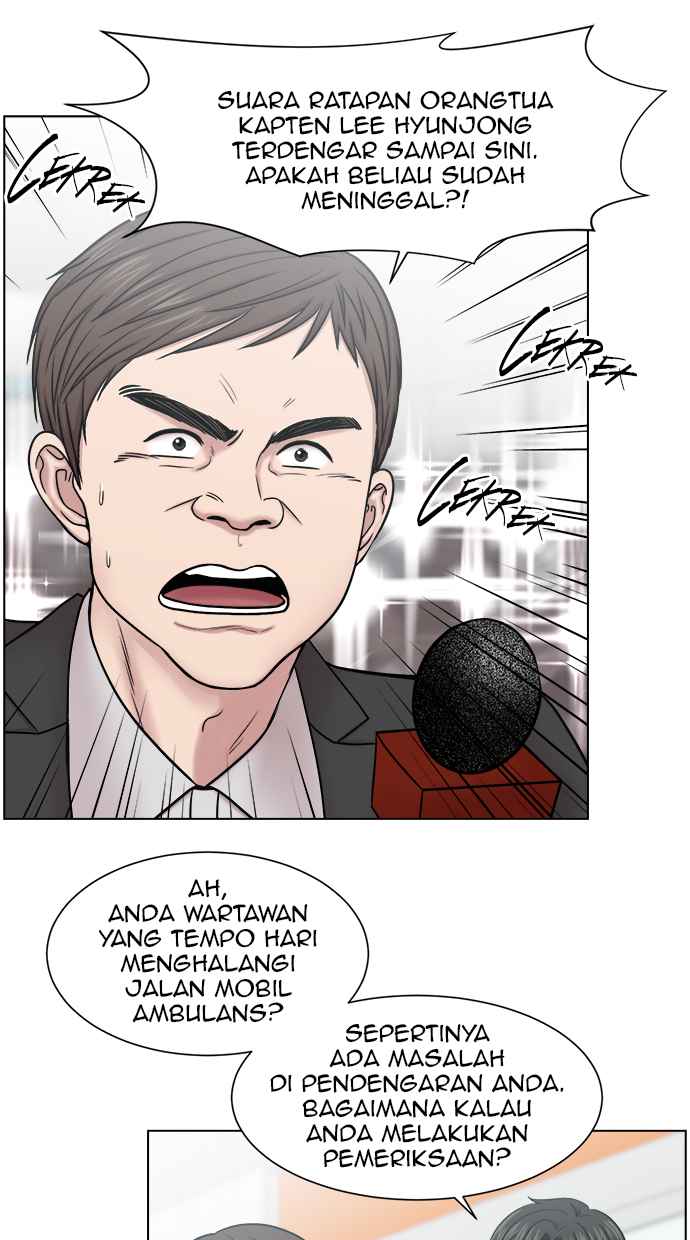 SUARA RATAPAN ORANGTUA
KAPTEN LEE HYUNJONG
TERDENGAR SAMPAI SINI.
APAKAH BELIAU SUDAH
MENINGGAL?!
CEKREK
CEKREK
CEKREK
AH,
ANDA WARTAWAN
YANG TEMPO HARI
MENGHALANGI
JALAN MOBIL
AMBULANS?
SEPERTINYA
ADA MASALAH
DI PENDENGARAN ANDA.
BAGAIMANA KALAU
ANDA MELAKUKAN
PEMERIKSAAN?